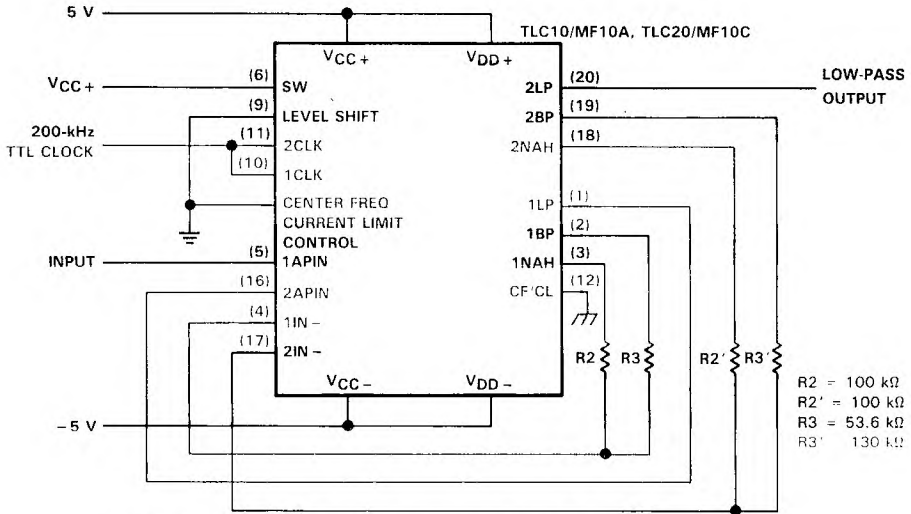 5 V
TLC10/MF10A, TLC20/MF10C
VCC+
VDD+
VCC+
(6)
SW
(20)
2LP
LOW-PASS
OUTPUT
(9)
LEVEL SHIFT
(19)
2BP
200-kHz
TTL CLOCK
(11)
2CLK
(18)
2NAH
(10)
1CLK
CENTER FREQ
CURRENT LIMIT
CONTROL
(1)
1LP
(2)
1BP
INPUT
(5)
1APIN
(3)
1NAH
(16)
2APIN
(12)
CF'CL
(4)
1IN-
(17)
2IN-
R2
R3
R2'
R3'
VCC-
VDD-
-5 V
R2 = 100 kΩ
R2' = 100 kΩ
R3 = 53.6 kΩ
R3' 130 kΩ